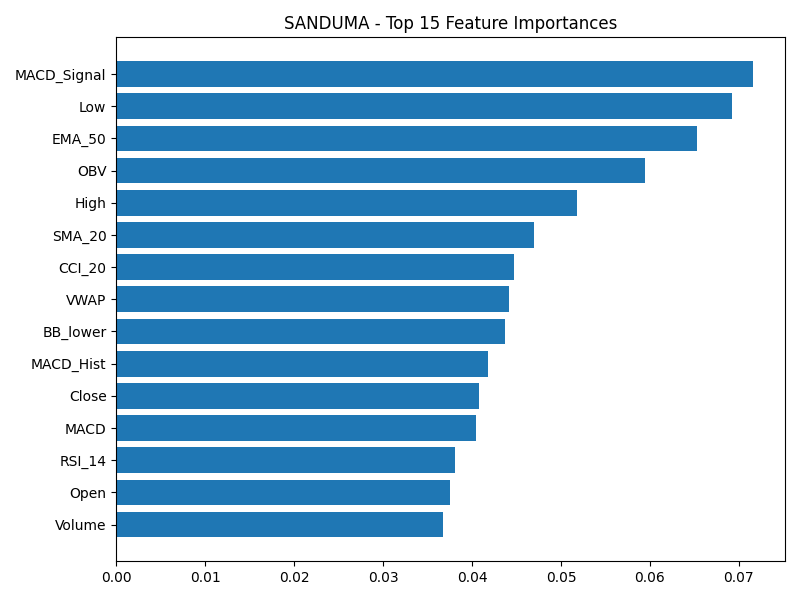 SANDUMA - Top 15 Feature Importances
MACD_Signal
Low
EMA_50
OBV
High
SMA_20
CCI_20
VWAP
BB_lower
MACD_Hist
Close
MACD
RSI_14
Open
Volume
0.00 0.01 0.02 0.03 0.04 0.05 0.06 0.07